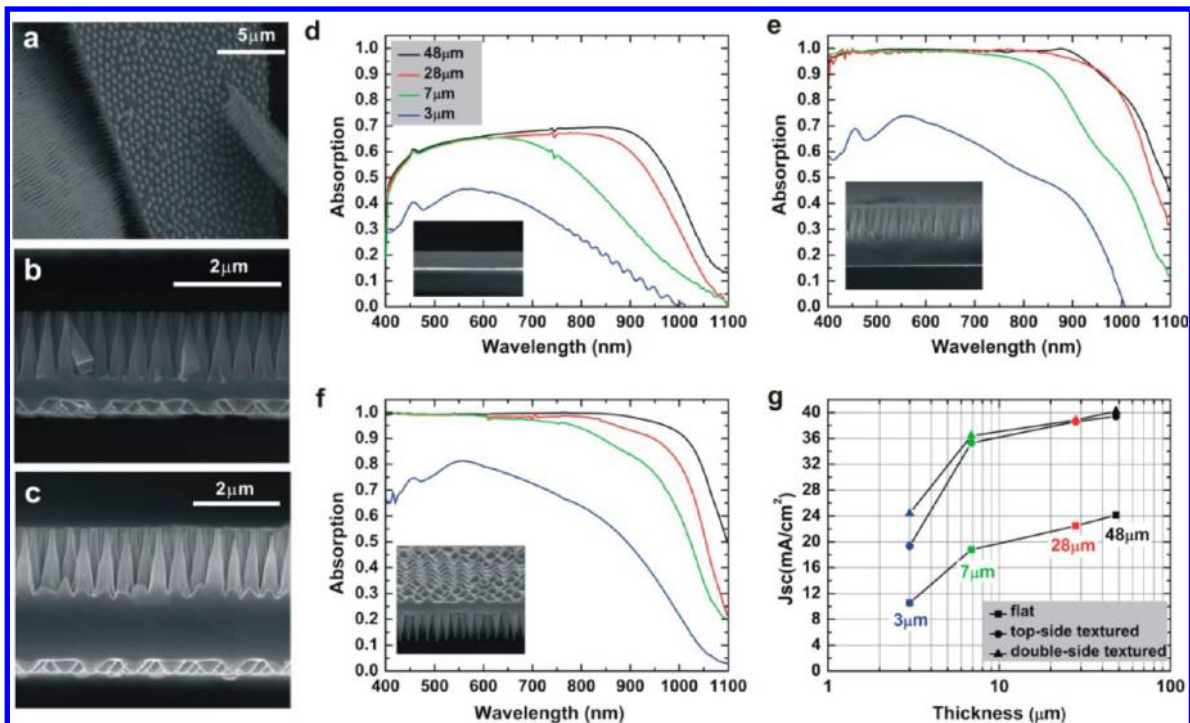 a
5μm
b
2μm
c
2μm
d
1.0
0.9
0.8
0.7
0.6
0.5
0.4
0.3
0.2
0.1
0.0
Absorption
48μm
28μm
7μm
3μm
400 500 600 700 800 900 1000 1100
Wavelength (nm)
e
1.0
0.9
0.8
0.7
0.6
0.5
0.4
0.3
0.2
0.1
0.0
Absorption
400 500 600 700 800 900 1000 1100
Wavelength (nm)
f
1.0
0.9
0.8
0.7
0.6
0.5
0.4
0.3
0.2
0.1
0.0
Absorption
400 500 600 700 800 900 1000 1100
Wavelength (nm)
g
40
36
32
28
24
20
16
12
8
4
0
Jsc(mA/cm²)
3μm
7μm
28μm
48μm
flat
top-side textured
double-side textured
1 10 100
Thickness (μm)